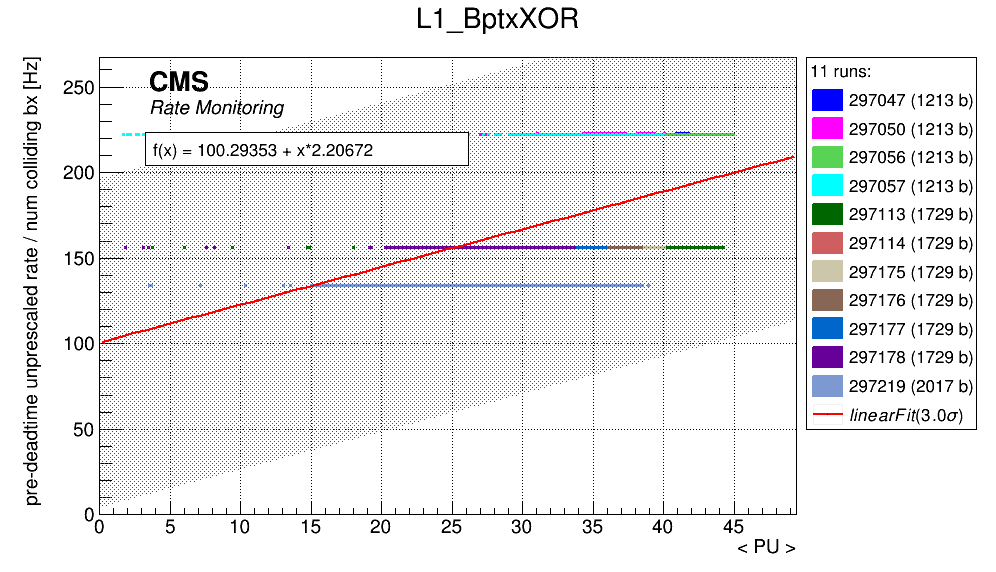 L1_BptxXOR
pre-deadtime unprescaled rate / num colliding bx [Hz]
CMS
Rate Monitoring
f(x) = 100.29353 + x*2.20672
250
200
150
100
50
0
0 5 10 15 20 25 30 35 40 45
< PU >
11 runs:
297047 (1213 b)
297050 (1213 b)
297056 (1213 b)
297057 (1213 b)
297113 (1729 b)
297114 (1729 b)
297175 (1729 b)
297176 (1729 b)
297177 (1729 b)
297178 (1729 b)
297219 (2017 b)
linearFit(3.0σ)